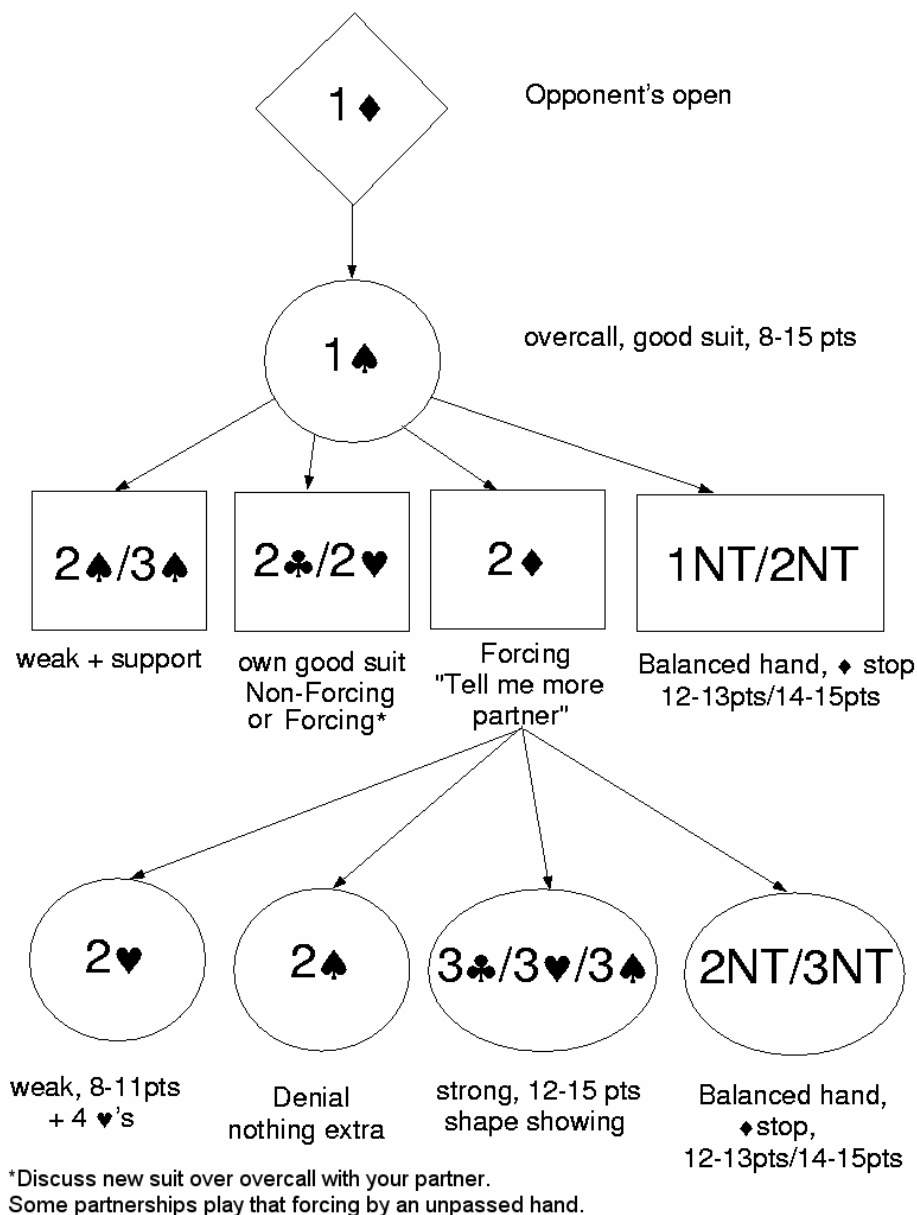 1♦
Opponent's open
1♠
overcall, good suit, 8-15 pts
2♠/3♠
2♣/2♥
2♦
1NT/2NT
weak + support
own good suit
Non-Forcing
or Forcing*
Forcing
"Tell me more
partner"
Balanced hand, ♦ stop
12-13pts/14-15pts
2♥
2♠
3♣/3♥/3♠
2NT/3NT
weak, 8-11pts
+ 4 ♥'s
Denial
nothing extra
strong, 12-15 pts
shape showing
Balanced hand,
♦stop,
12-13pts/14-15pts
*Discuss new suit over overcall with your partner.
Some partnerships play that forcing by an unpassed hand.